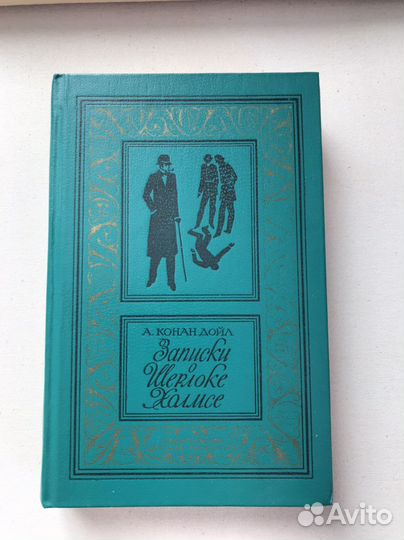 А. КОНАН ДОЙЛ
Записки
о
Шерлоке
Холмсе
Avito